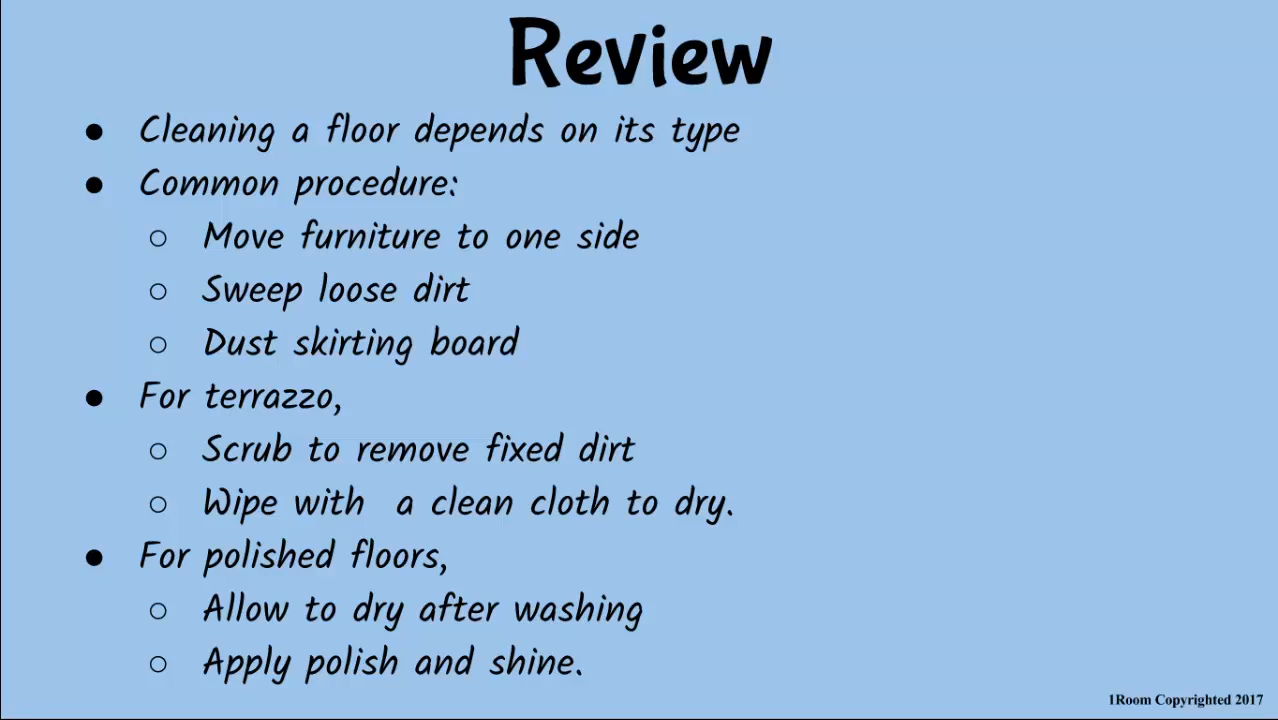 Review
● Cleaning a floor depends on its type
● Common procedure:
○ Move furniture to one side
○ Sweep loose dirt
○ Dust skirting board
● For terrazzo,
○ Scrub to remove fixed dirt
○ Wipe with  a clean cloth to dry.
● For polished floors,
○ Allow to dry after washing
○ Apply polish and shine.
1Room Copyrighted 2017